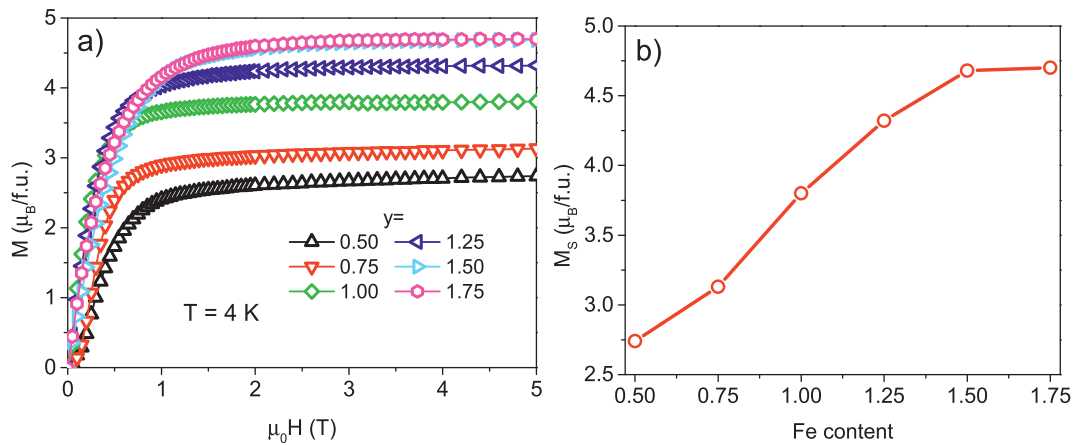 a)
M (μB/f.u.)
5
4
3
2
1
0
y=
0.50
1.25
0.75
1.50
1.00
1.75
T = 4 K
0 1 2 3 4 5
μ0H (T)
b)
MS (μB/f.u.)
5.0
4.5
4.0
3.5
3.0
2.5
0.50 0.75 1.00 1.25 1.50 1.75
Fe content